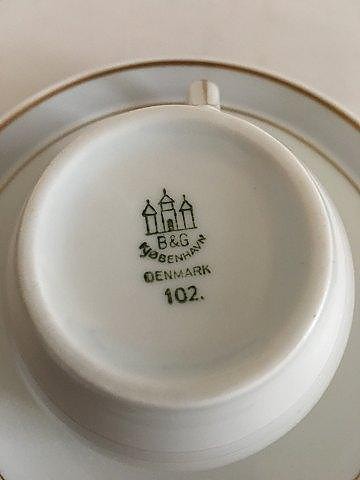 B&G
KJØBENHAVN
DENMARK
102.